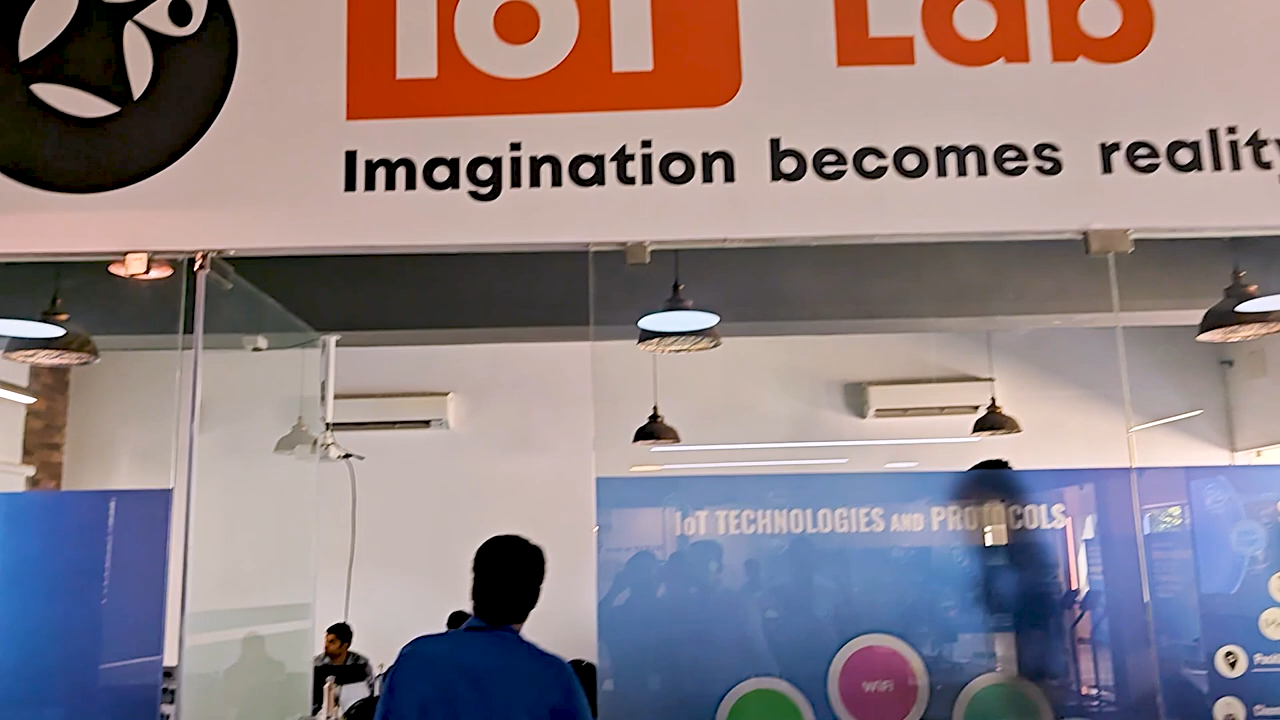 IoT Lab
Imagination becomes reality
IoT TECHNOLOGIES AND PROTOCOLS
WiFi